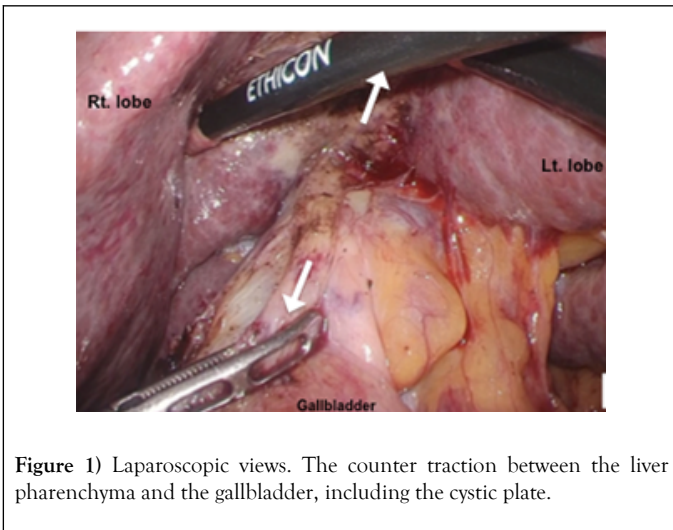 ETHICON
Rt. lobe
Lt. lobe
Gallbladder
Figure 1) Laparoscopic views. The counter traction between the liver
pharenchyma and the gallbladder, including the cystic plate.